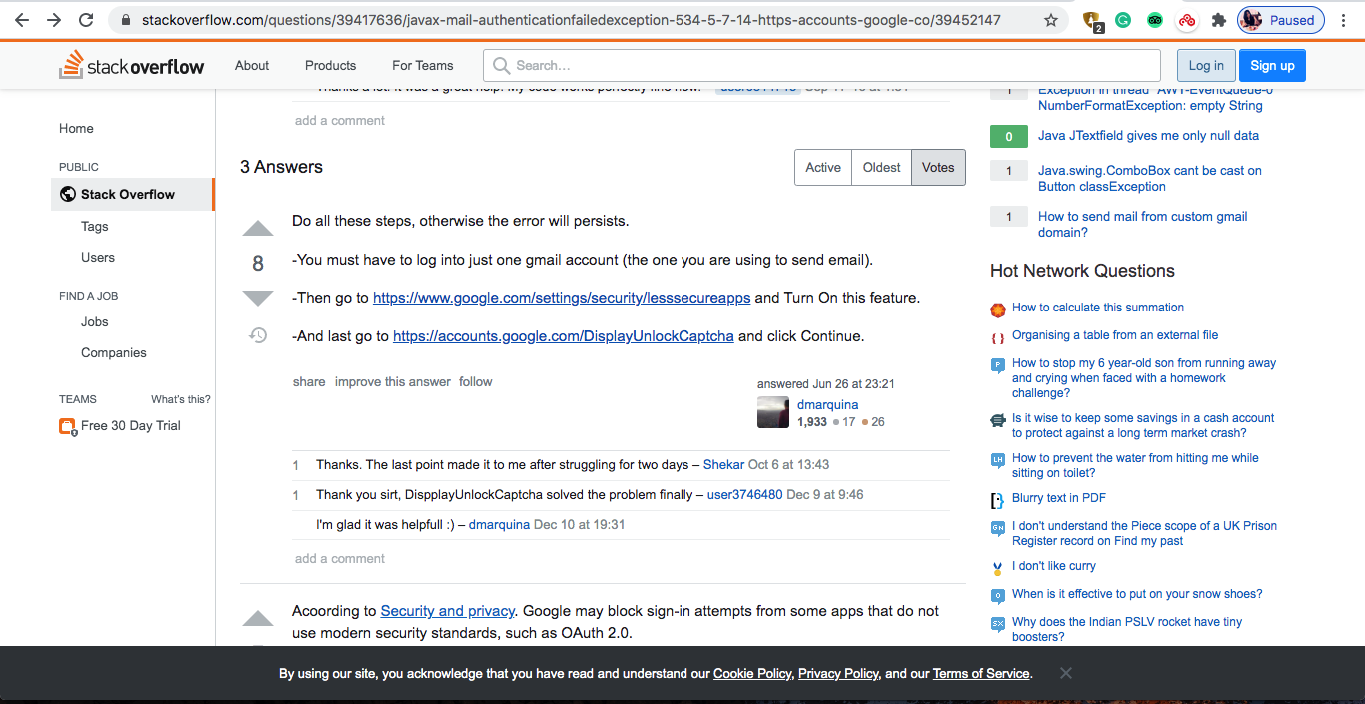 stackoverflow.com/questions/39417636/javax-mail-authenticationfailedexception-534-5-7-14-https-accounts-google-co/39452147
2
Paused
stack overflow
About
Products
For Teams
Search...
Log in
Sign up
Home
PUBLIC
Stack Overflow
Tags
Users
FIND A JOB
Jobs
Companies
TEAMS
What's this?
Free 30 Day Trial
add a comment
3 Answers
Active
Oldest
Votes
Do all these steps, otherwise the error will persists.
8
-You must have to log into just one gmail account (the one you are using to send email).
-Then go to https://www.google.com/settings/security/lesssecureapps and Turn On this feature.
-And last go to https://accounts.google.com/DisplayUnlockCaptcha and click Continue.
share improve this answer follow
answered Jun 26 at 23:21
dmarquina
1,933 17 26
1 Thanks. The last point made it to me after struggling for two days – Shekar Oct 6 at 13:43
1 Thank you sirt, DispplayUnlockCaptcha solved the problem finally – user3746480 Dec 9 at 9:46
I'm glad it was helpfull :) – dmarquina Dec 10 at 19:31
add a comment
Acording to Security and privacy. Google may block sign-in attempts from some apps that do not
use modern security standards, such as OAuth 2.0.
1 Exception in thread "AWT-EventQueue-0
NumberFormatException: empty String
0 Java JTextfield gives me only null data
1 Java.swing.ComboBox cant be cast on
Button classException
1 How to send mail from custom gmail
domain?
Hot Network Questions
How to calculate this summation
Organising a table from an external file
How to stop my 6 year-old son from running away
and crying when faced with a homework
challenge?
Is it wise to keep some savings in a cash account
to protect against a long term market crash?
How to prevent the water from hitting me while
sitting on toilet?
Blurry text in PDF
I don't understand the Piece scope of a UK Prison
Register record on Find my past
I don't like curry
When is it effective to put on your snow shoes?
Why does the Indian PSLV rocket have tiny
boosters?
By using our site, you acknowledge that you have read and understand our Cookie Policy, Privacy Policy, and our Terms of Service.